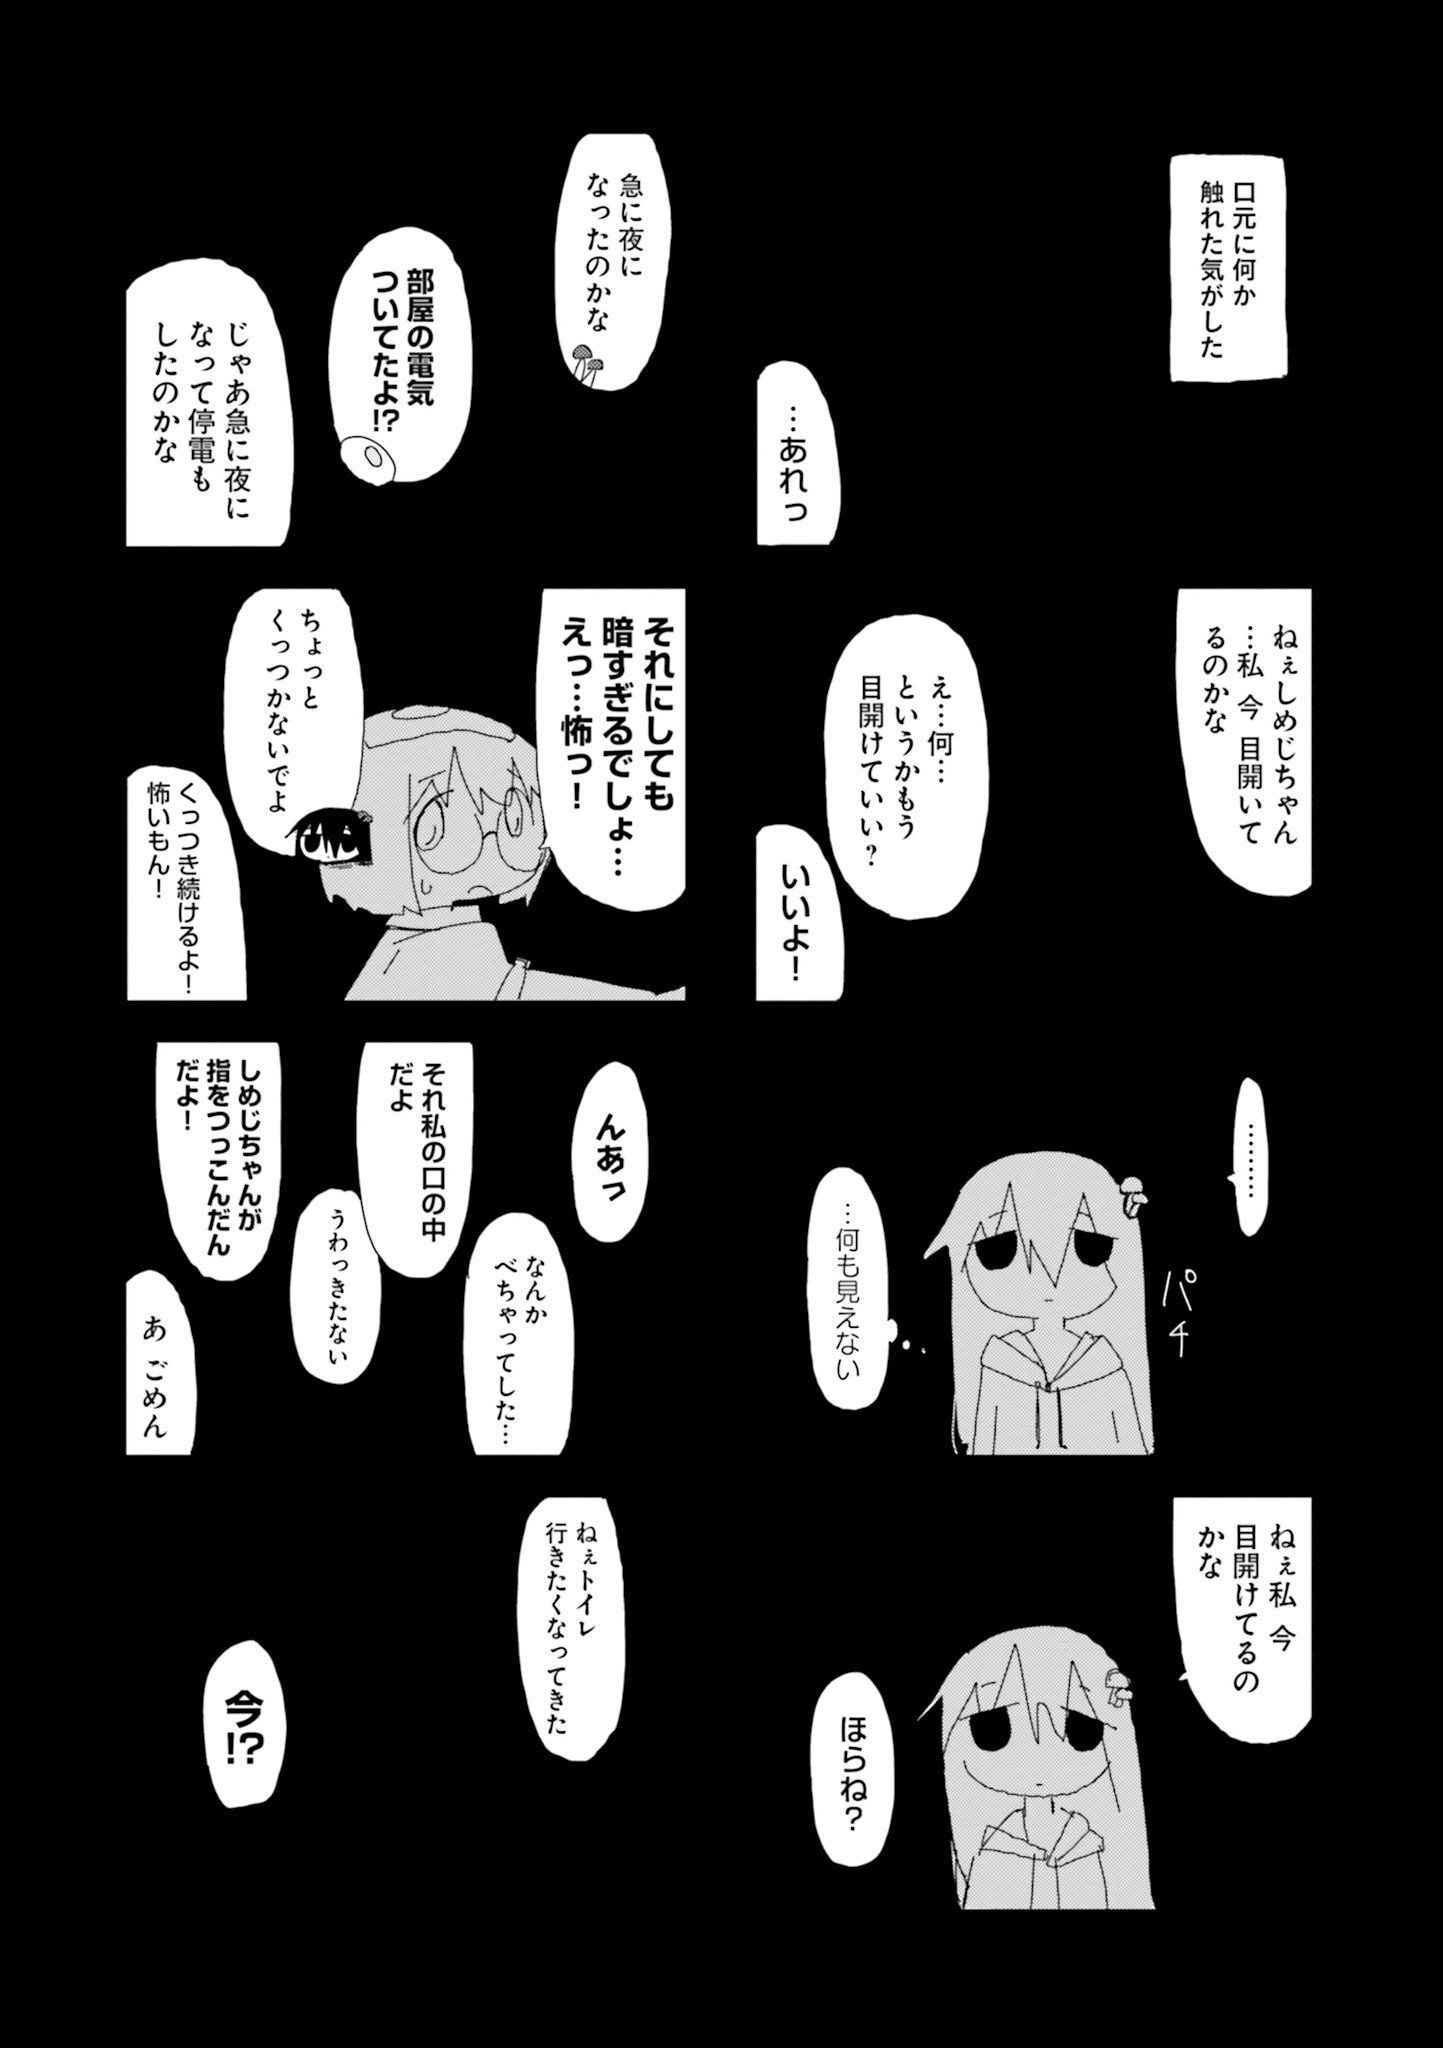 口元に何か
触れた気がした
…あれっ
ねぇしめじちゃん
…私 今 目開いて
るのかな
え…何…
というかもう
目開けていい?
いいよ!
………
パチ
…何も見えない
ねぇ私 今
目開けてるの
かな
ほらね?
急に夜に
なったのかな
部屋の電気
ついてたよ!?
じゃあ急に夜に
なって停電も
したのかな
それにしても
暗すぎるでしょ…
えっ…怖っ!
ちょっと
くっつかないでよ
くっつき続けるよ!
怖いもん!
んあっ
なんか
べちゃってした…
それ私の口の中
だよ
うわっきたない
しめじちゃんが
指をつっこんだん
だよ!
あ ごめん
ねぇトイレ
行きたくなってきた
今!?